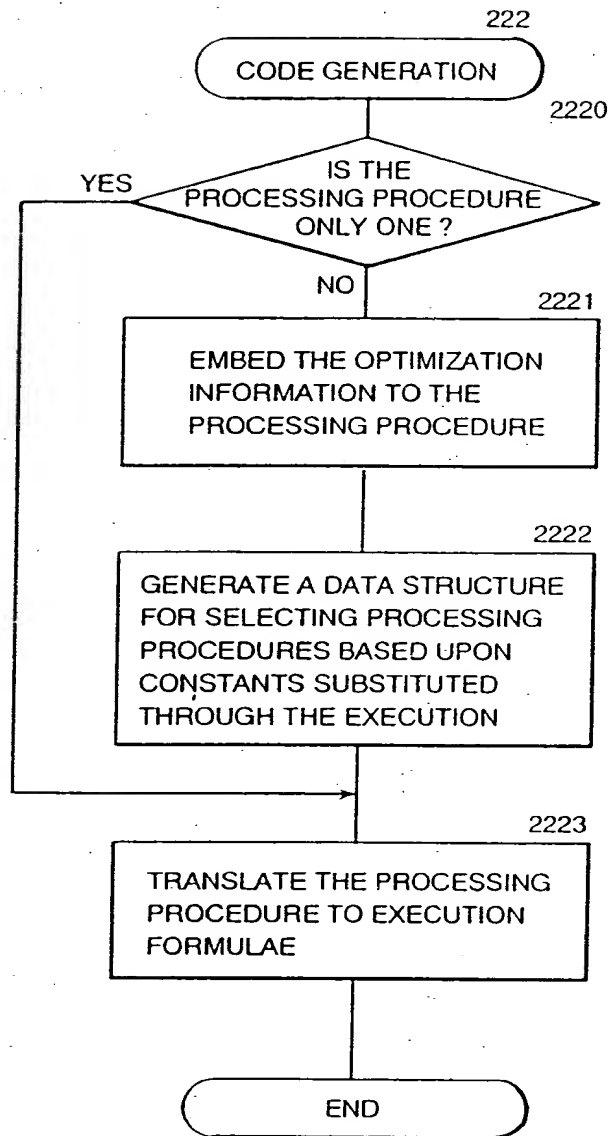 222
CODE GENERATION
2220
IS THE
PROCESSING PROCEDURE
ONLY ONE ?
YES
NO
2221
EMBED THE OPTIMIZATION
INFORMATION TO THE
PROCESSING PROCEDURE
2222
GENERATE A DATA STRUCTURE
FOR SELECTING PROCESSING
PROCEDURES BASED UPON
CONSTANTS SUBSTITUTED
THROUGH THE EXECUTION
2223
TRANSLATE THE PROCESSING
PROCEDURE TO EXECUTION
FORMULAE
END